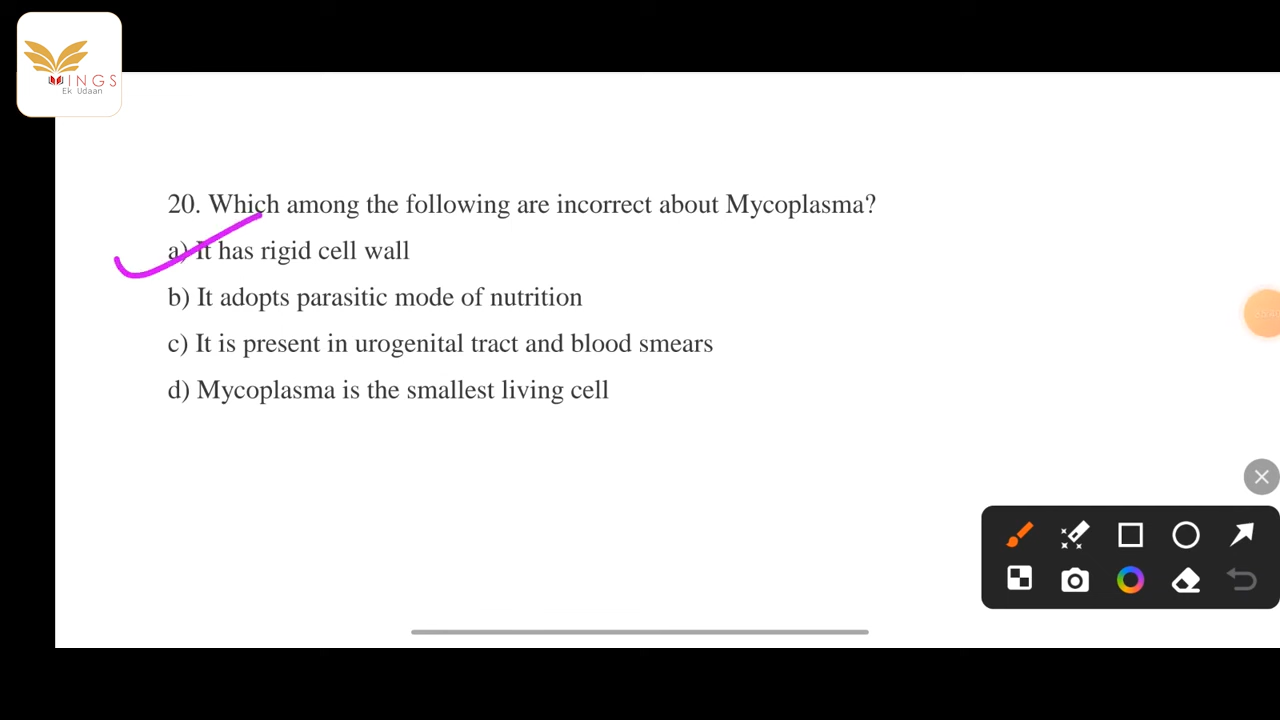 WINGS
Ek Udaan
20. Which among the following are incorrect about Mycoplasma?
a) It has rigid cell wall
b) It adopts parasitic mode of nutrition
c) It is present in urogenital tract and blood smears
d) Mycoplasma is the smallest living cell